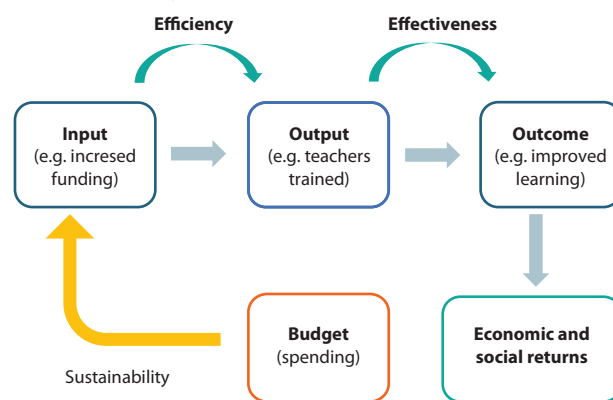 Efficiency
Effectiveness
Input
(e.g. incresed
funding)
Output
(e.g. teachers
trained)
Outcome
(e.g. improved
learning)
Budget
(spending)
Economic and
social returns
Sustainability